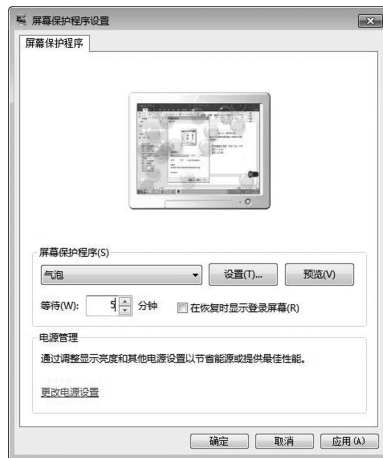 屏幕保护程序设置
屏幕保护程序
屏幕保护程序(S)
气泡 设置(T)... 预览(V)
等待(W): 5 分钟 在恢复时显示登录屏幕(R)
电源管理
通过调整显示亮度和其他电源设置以节省能源或提供最佳性能。
更改电源设置
确定 取消 应用(A)